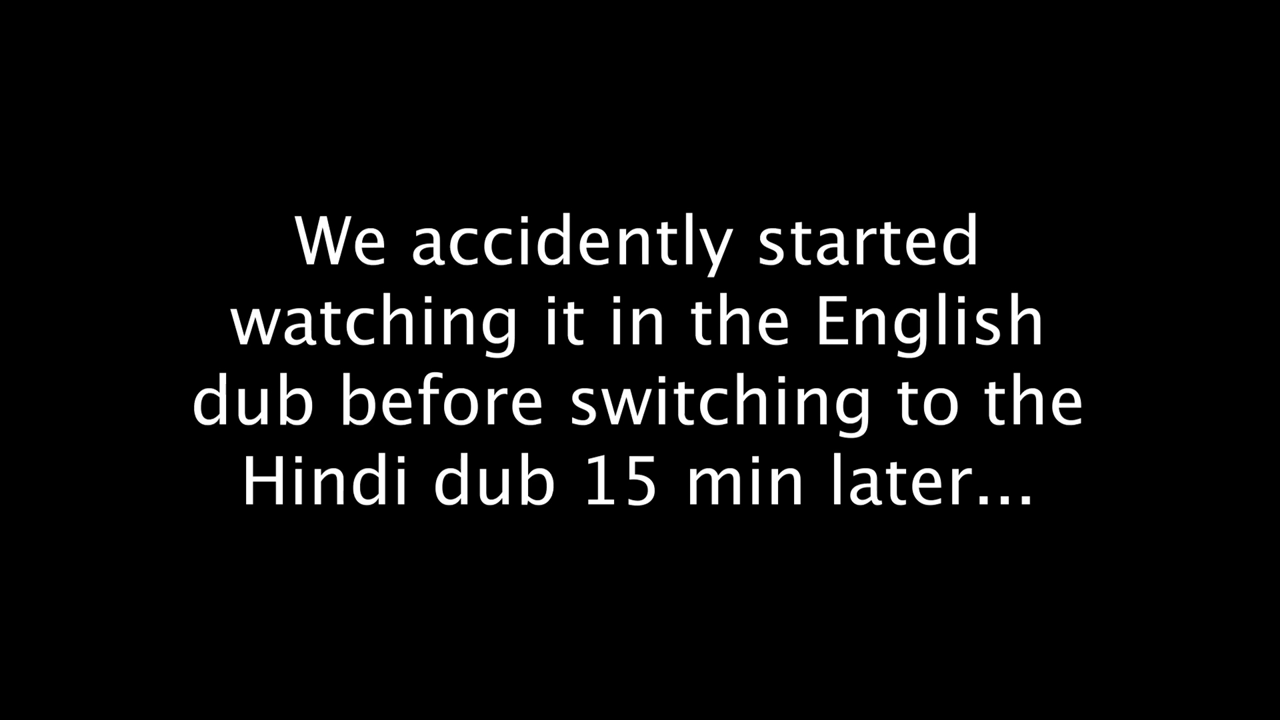 We accidently started
watching it in the English
dub before switching to the
Hindi dub 15 min later...